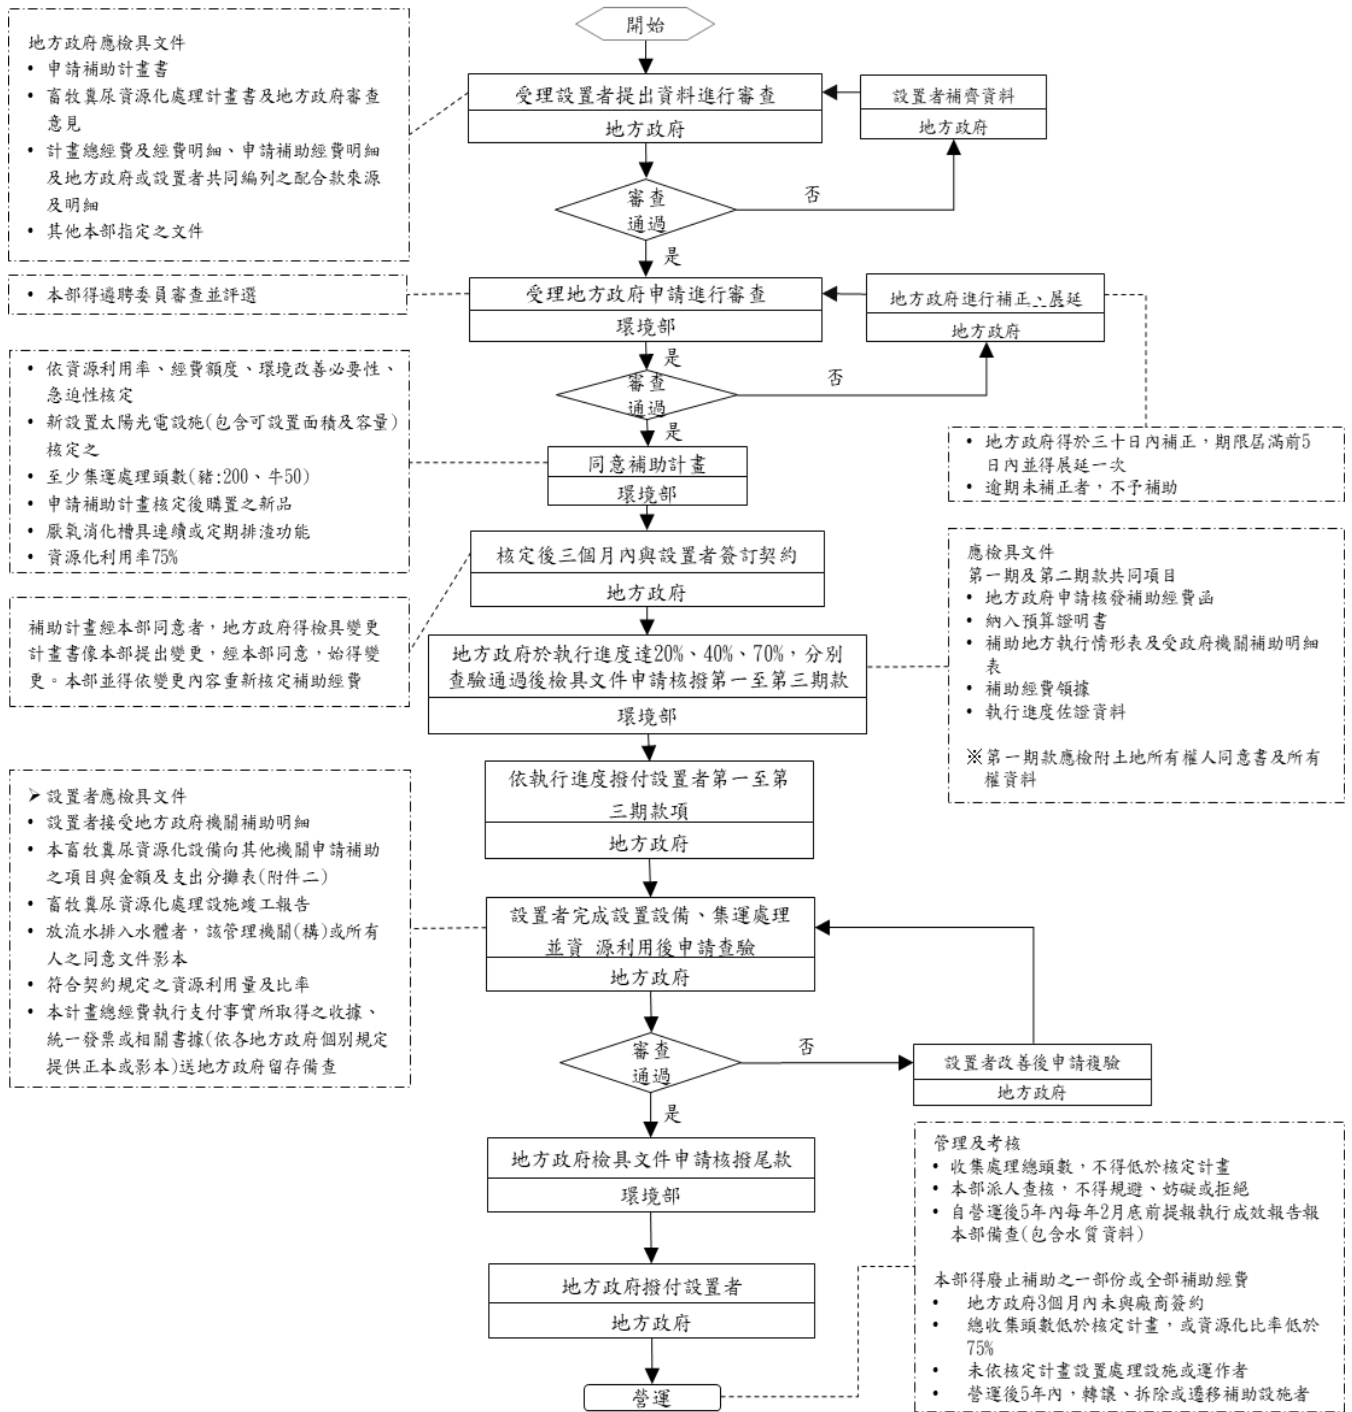 開始
地方政府應檢具文件
• 申請補助計畫書
• 畜牧糞尿資源化處理計畫書及地方政府審查
意見
• 計畫總經費及經費明細、申請補助經費明細
及地方政府或設置者共同編列之配合款來源
及明細
• 其他本部指定之文件
受理設置者提出資料進行審查
地方政府
設置者補齊資料
地方政府
審查
通過
否
是
• 本部得遴聘委員審查並評選
受理地方政府申請進行審查
環境部
地方政府進行補正、展延
地方政府
是
審查
通過
否
是
• 依資源利用率、經費額度、環境改善必要性、
急迫性核定
• 新設置太陽光電設施(包含可設置面積及容量)
核定之
• 至少集運處理頭數(豬:200、牛50)
• 申請補助計畫核定後購置之新品
• 厭氧消化槽具連續或定期排渣功能
• 資源化利用率75%
同意補助計畫
環境部
• 地方政府得於三十日內補正，期限屆滿前5
日內並得展延一次
• 逾期未補正者，不予補助
核定後三個月內與設置者簽訂契約
地方政府
補助計畫經本部同意者，地方政府得檢具變更
計畫書像本部提出變更，經本部同意，始得變
更。本部並得依變更內容重新核定補助經費
地方政府於執行進度達20%、40%、70%，分別
查驗通過後檢具文件申請核撥第一至第三期款
環境部
應檢具文件
第一期及第二期款共同項目
• 地方政府申請核發補助經費函
• 納入預算證明書
• 補助地方執行情形表及受政府機關補助明細
表
• 補助經費領據
• 執行進度佐證資料
※第一期款應檢附土地所有權人同意書及所有
權資料
依執行進度撥付設置者第一至第
三期款項
地方政府
➤ 設置者應檢具文件
• 設置者接受地方政府機關補助明細
• 本畜牧糞尿資源化設備向其他機關申請補助
之項目與金額及支出分攤表(附件二)
• 畜牧糞尿資源化處理設施竣工報告
• 放流水排入水體者，該管理機關(構)或所有
人之同意文件影本
• 符合契約規定之資源利用量及比率
• 本計畫總經費執行支付事實所取得之收據、
統一發票或相關書據(依各地方政府個別規定
提供正本或影本)送地方政府留存備查
設置者完成設置設備、集運處理
並資 源利用後申請查驗
地方政府
審查
通過
否
是
設置者改善後申請複驗
地方政府
地方政府檢具文件申請核撥尾款
環境部
地方政府撥付設置者
地方政府
營運
管理及考核
• 收集處理總頭數，不得低於核定計畫
• 本部派人查核，不得規避、妨礙或拒絕
• 自營運後5年內每年2月底前提報執行成效報告報
本部備查(包含水質資料)
本部得廢止補助之一部份或全部補助經費
• 地方政府3個月內未與廠商簽約
• 總收集頭數低於核定計畫，或資源化比率低於
75%
• 未依核定計畫設置處理設施或運作者
• 營運後5年內，轉讓、拆除或遷移補助設施者